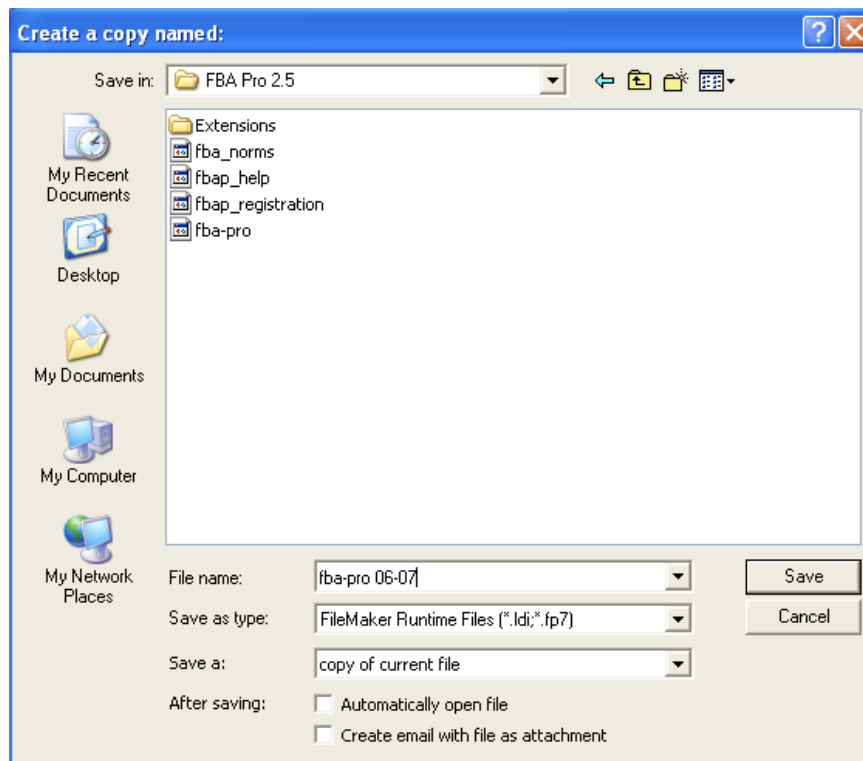 Create a copy named:
Save in: FBA Pro 2.5
Extensions
fba_norms
fbap_help
fbap_registration
fba-pro
My Recent
Documents
Desktop
My Documents
My Computer
My Network
Places
File name: fba-pro 06-07 Save
Save as type: FileMaker Runtime Files (*.ldi;*.fp7) Cancel
Save a: copy of current file
After saving: Automatically open file
Create email with file as attachment